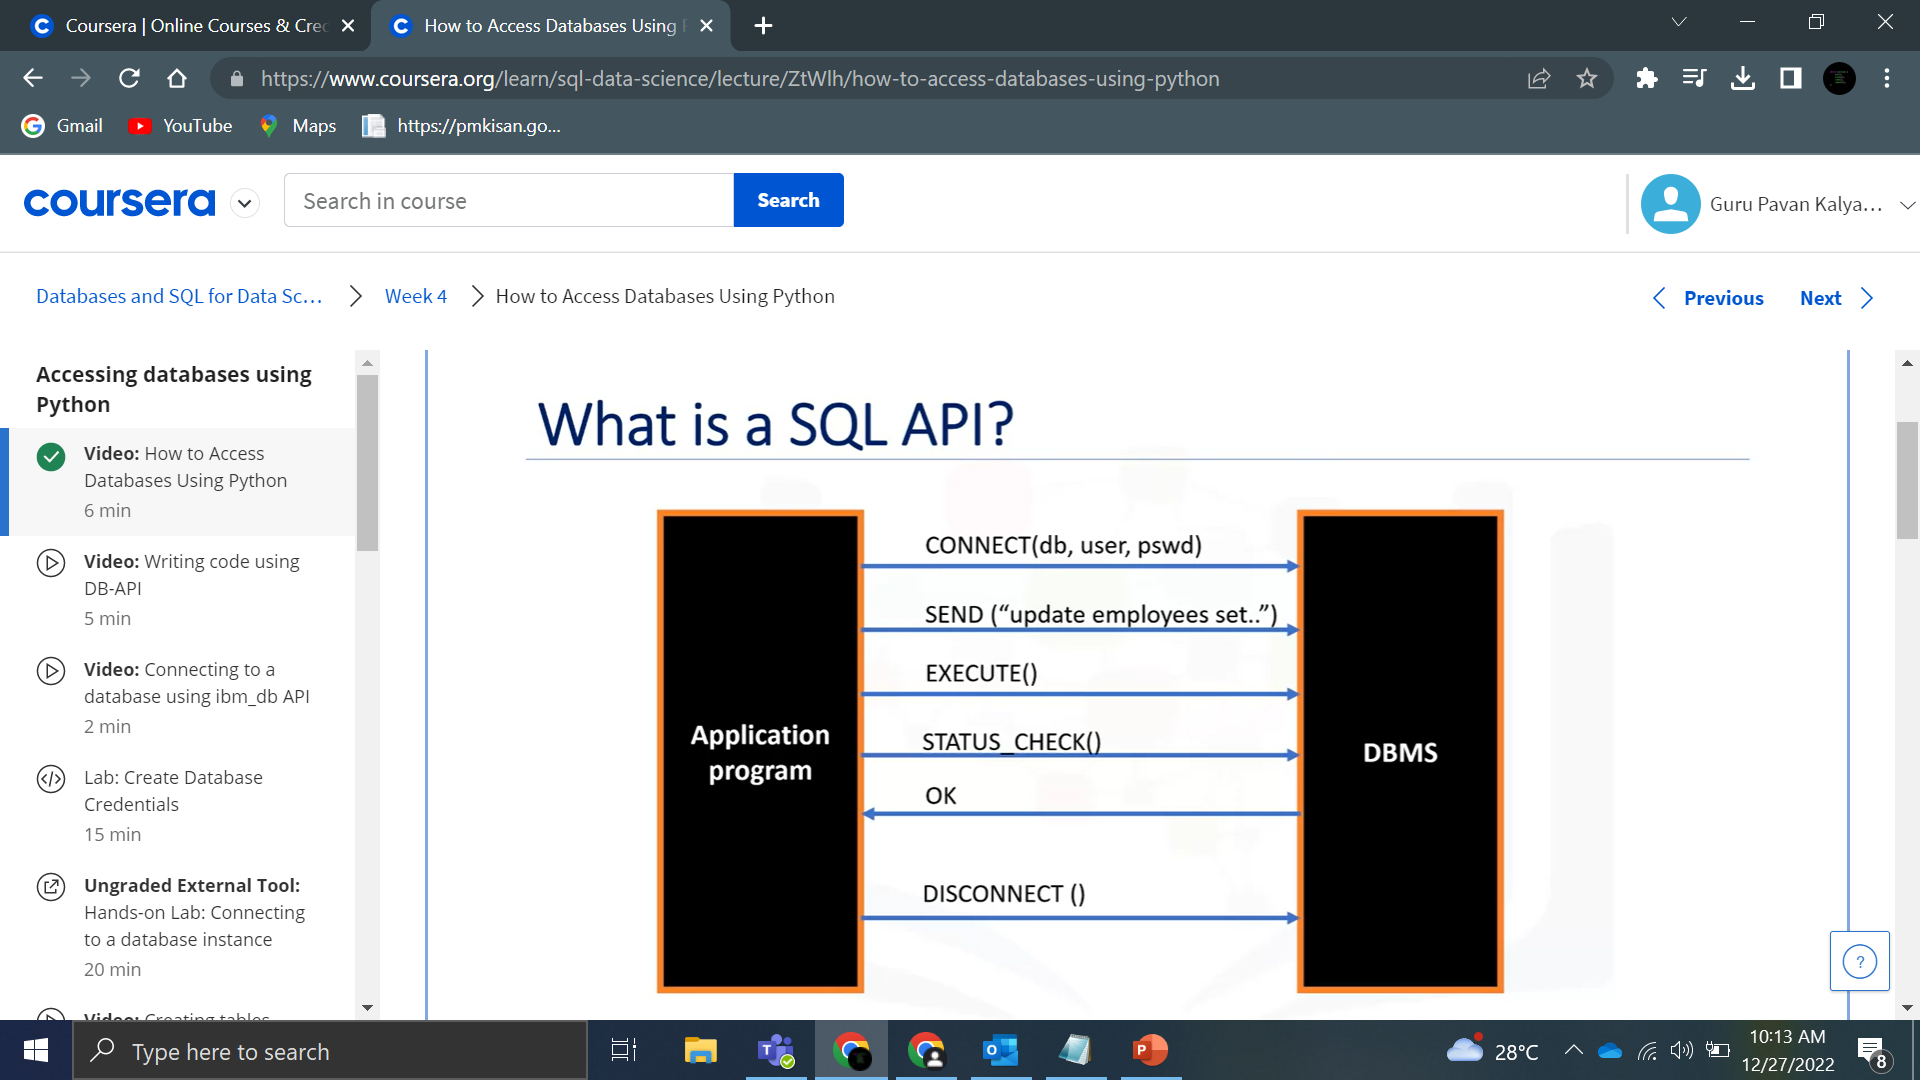 Coursera | Online Courses & Cre
How to Access Databases Using
https://www.coursera.org/learn/sql-data-science/lecture/ZtWlh/how-to-access-databases-using-python
Gmail
YouTube
Maps
https://pmkisan.go...
coursera
Search in course
Search
Guru Pavan Kalya...
Databases and SQL for Data Sc...
Week 4
How to Access Databases Using Python
Previous
Next
Accessing databases using
Python
Video: How to Access
Databases Using Python
6 min
Video: Writing code using
DB-API
5 min
Video: Connecting to a
database using ibm_db API
2 min
Lab: Create Database
Credentials
15 min
Ungraded External Tool:
Hands-on Lab: Connecting
to a database instance
20 min
Video: Creating tables
What is a SQL API?
CONNECT(db, user, pswd)
SEND (“update employees set..”)
EXECUTE()
STATUS_CHECK()
OK
DISCONNECT ()
Application
program
DBMS
?
Type here to search
28°C
10:13 AM
12/27/2022
8